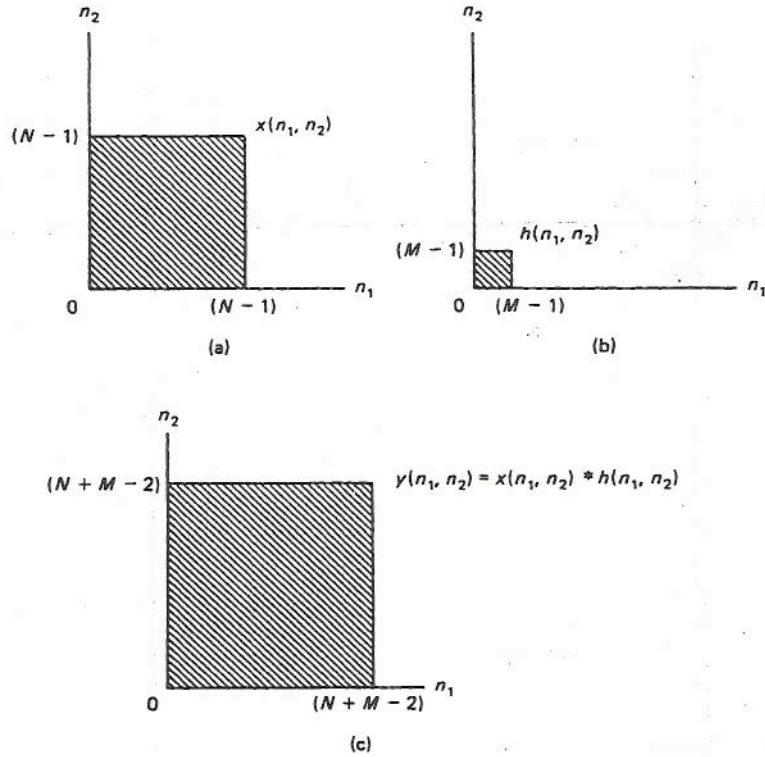 n₂
(N − 1)
x(n₁, n₂)
0
(N − 1)
n₁
(a)
n₂
(M − 1)
h(n₁, n₂)
0
(M − 1)
n₁
(b)
n₂
(N + M − 2)
y(n₁, n₂) = x(n₁, n₂) * h(n₁, n₂)
0
(N + M − 2)
n₁
(c)